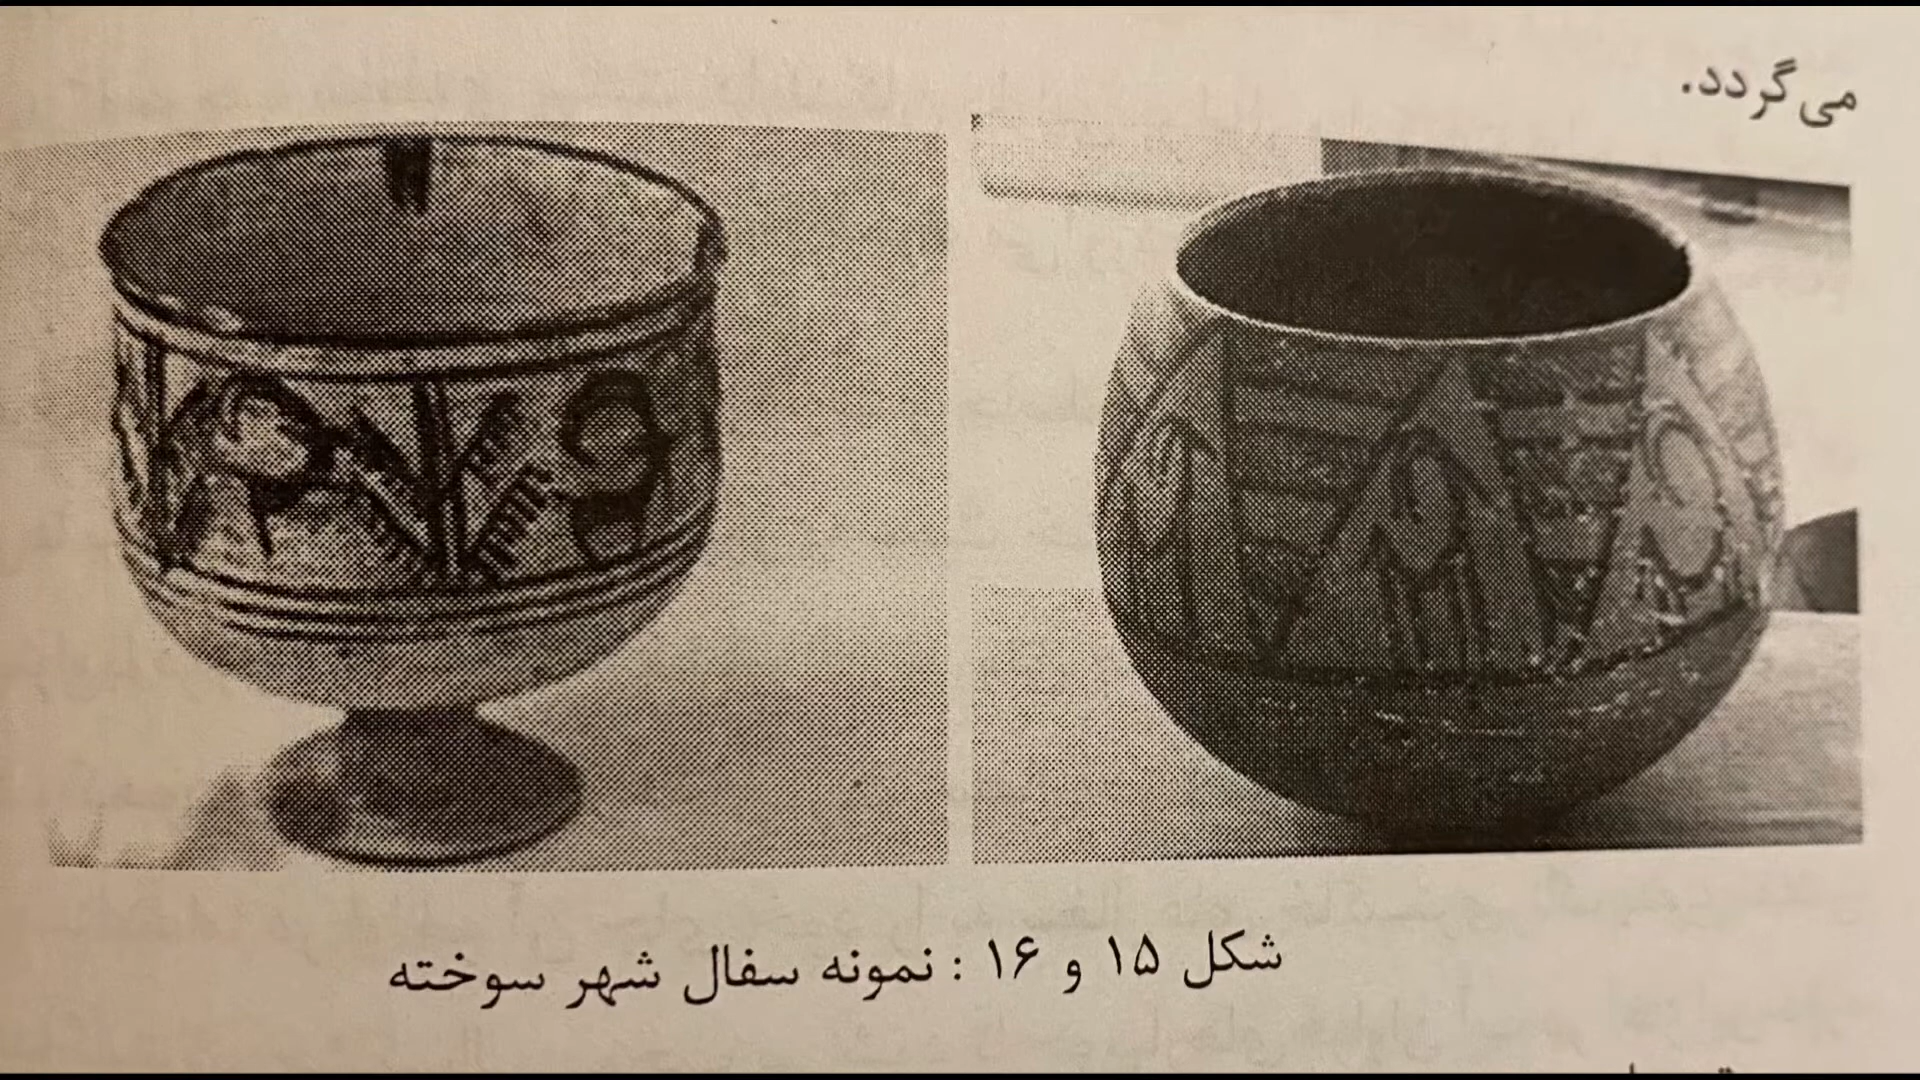 می‌گردد.
شکل ۱۵ و ۱۶ : نمونه سفال شهر سوخته